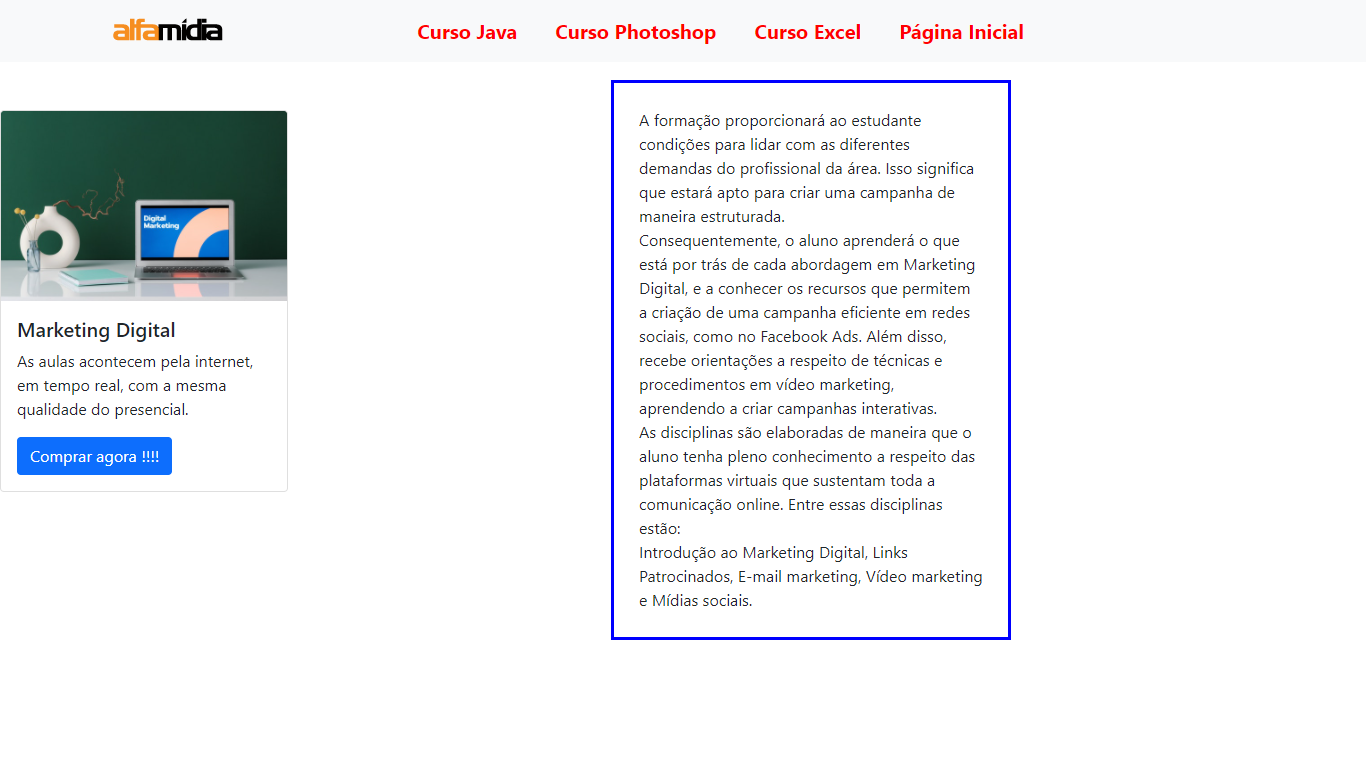 alfamídia
Curso Java
Curso Photoshop
Curso Excel
Página Inicial
Digital
Marketing
Marketing Digital
As aulas acontecem pela internet,
em tempo real, com a mesma
qualidade do presencial.
Comprar agora !!!!
A formação proporcionará ao estudante
condições para lidar com as diferentes
demandas do profissional da área. Isso significa
que estará apto para criar uma campanha de
maneira estruturada.
Consequentemente, o aluno aprenderá o que
está por trás de cada abordagem em Marketing
Digital, e a conhecer os recursos que permitem
a criação de uma campanha eficiente em redes
sociais, como no Facebook Ads. Além disso,
recebe orientações a respeito de técnicas e
procedimentos em vídeo marketing,
aprendendo a criar campanhas interativas.
As disciplinas são elaboradas de maneira que o
aluno tenha pleno conhecimento a respeito das
plataformas virtuais que sustentam toda a
comunicação online. Entre essas disciplinas
estão:
Introdução ao Marketing Digital, Links
Patrocinados, E-mail marketing, Vídeo marketing
e Mídias sociais.